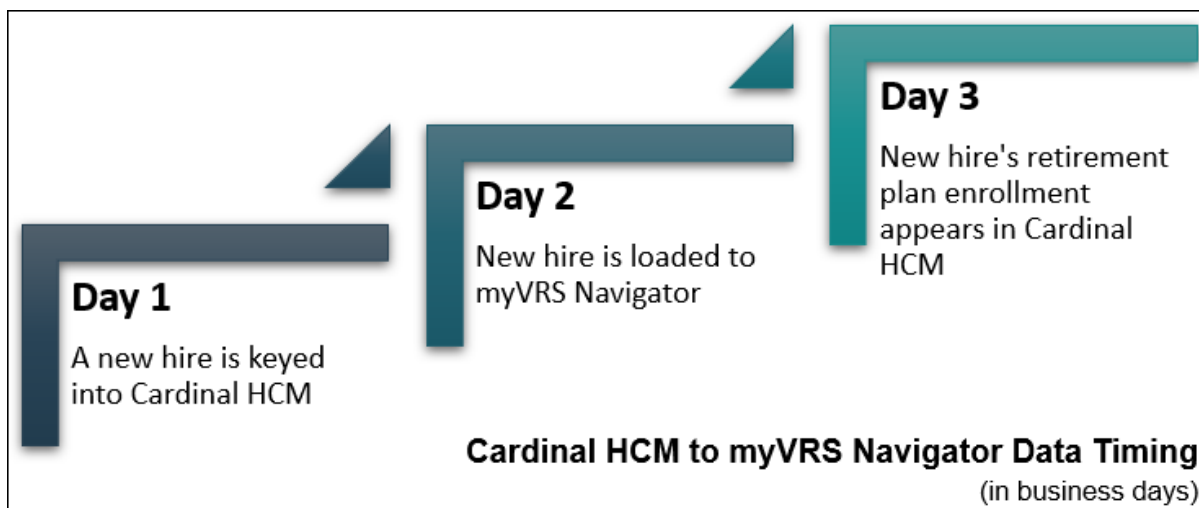 Day 1
A new hire is keyed
into Cardinal HCM
Day 2
New hire is loaded to
myVRS Navigator
Day 3
New hire's retirement
plan enrollment
appears in Cardinal
HCM
Cardinal HCM to myVRS Navigator Data Timing
(in business days)